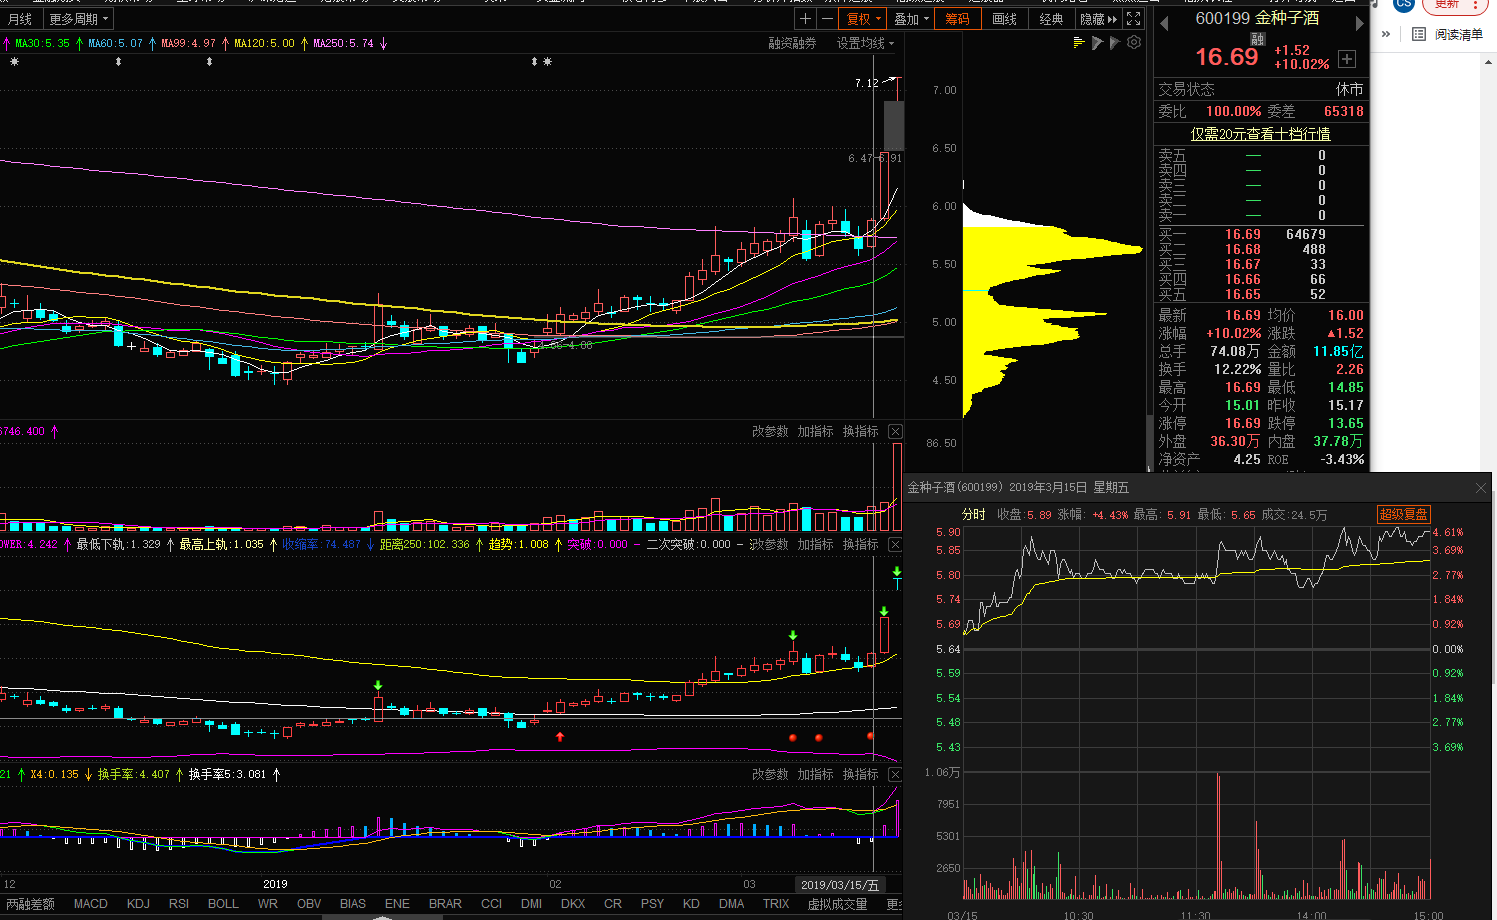 月线 更多周期
复权 叠加 筹码 画线 经典 隐藏
600199 金种子酒
融
16.69 +1.52
+10.02%
CS 更新
阅读清单
MA30:5.35 MA60:5.07 MA99:4.97 MA120:5.00 MA250:5.74
融资融券 设置均线
交易状态 休市
委比 100.00% 委差 65318
仅需20元查看十档行情
卖五 — 0
卖四 — 0
卖三 — 0
卖二 — 0
卖一 — 0
买一 16.69 64679
买二 16.68 488
买三 16.67 33
买四 16.66 66
买五 16.65 52
最新 16.69 均价 16.00
涨幅 +10.02% 涨跌 ▲1.52
总手 74.08万 金额 11.85亿
换手 12.22% 量比 2.26
最高 16.69 最低 14.85
今开 15.01 昨收 15.17
涨停 16.69 跌停 13.65
外盘 36.30万 内盘 37.78万
净资产 4.25 ROE -3.43%
7.12
7.00
6.50
6.47-6.91
6.00
5.50
5.00
4.50
6746.400 改参数 加指标 换指标
86.50
OWER:4.242 最低下轨:1.329 最高上轨:1.035 收缩率:74.487 距离250:102.336 趋势:1.008 突破:0.000 - 二次突破:0.000 - 改参数 加指标 换指标
21 X4:0.135 换手率:4.407 换手率5:3.081 改参数 加指标 换指标
12 2019 02 03 2019/03/15/五
两融差额 MACD KDJ RSI BOLL WR OBV BIAS ENE BRAR CCI DMI DKX CR PSY KD DMA TRIX 虚拟成交量
金种子酒(600199) 2019年3月15日 星期五
分时 收盘:5.89 涨幅:+4.43% 最高:5.91 最低:5.65 成交:24.5万 超级复盘
5.90 4.61%
5.85 3.69%
5.80 2.77%
5.74 1.84%
5.69 0.92%
5.64 0.00%
5.59 0.92%
5.54 1.84%
5.48 2.77%
5.43 3.69%
1.06万
7951
5301
2650
03/15 10:30 11:30 14:00 15:00